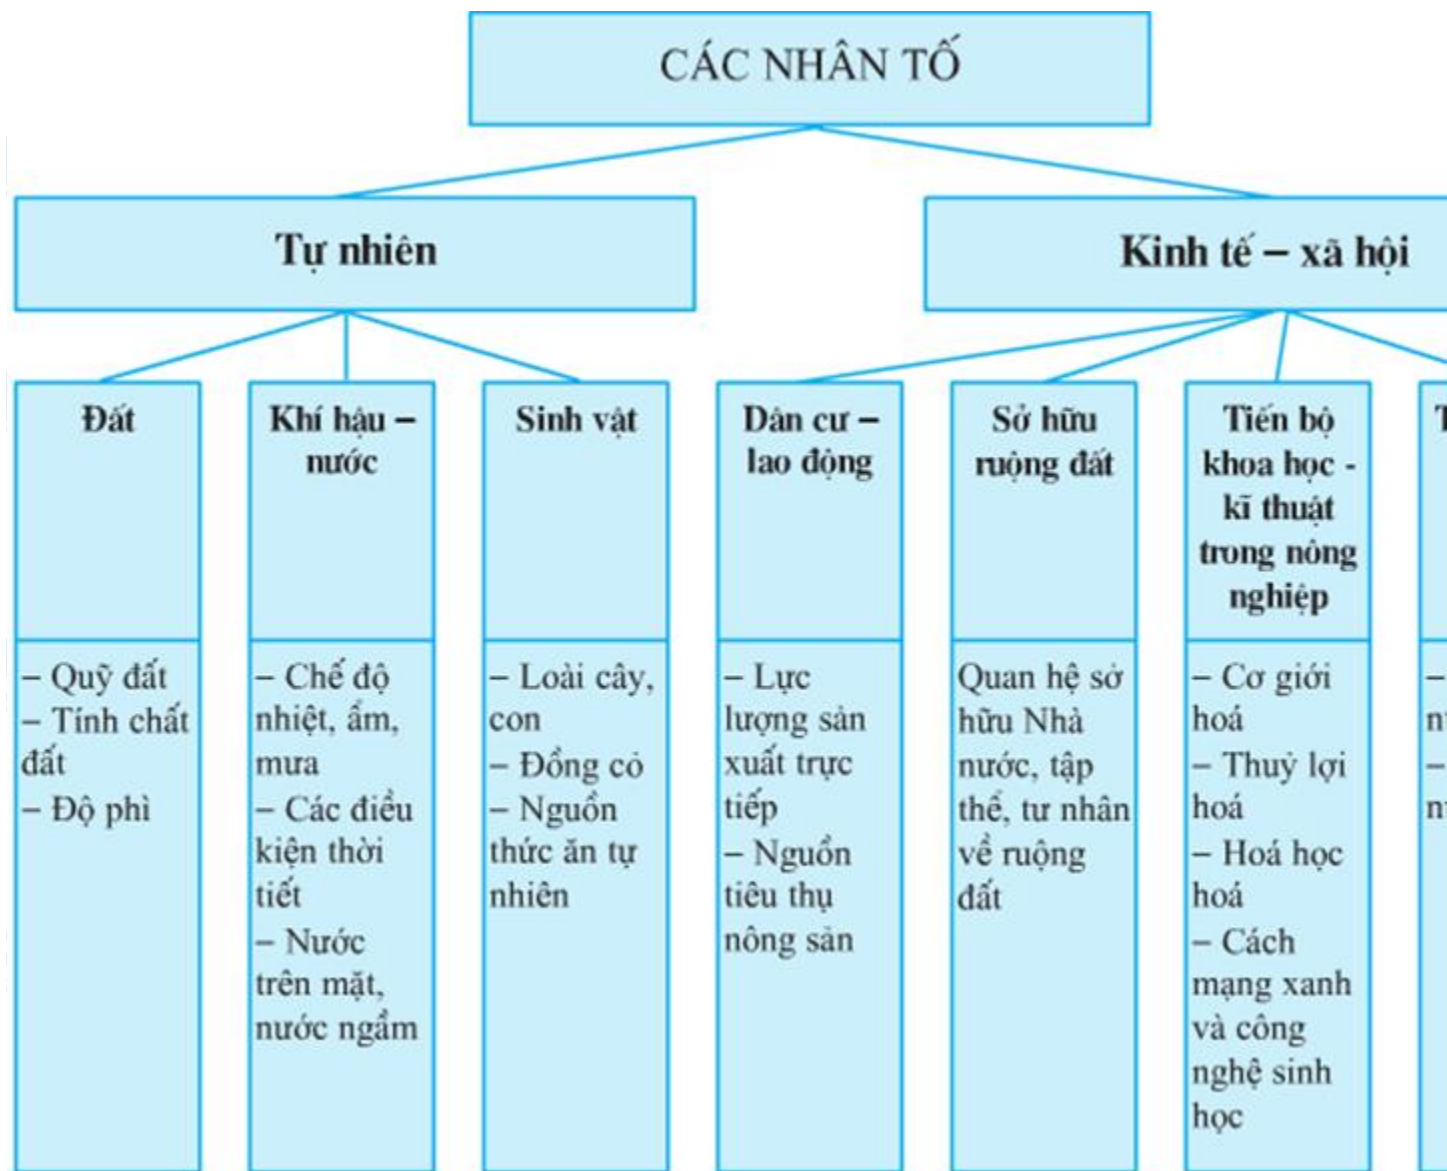 CÁC NHÂN TỐ
Tự nhiên
Kinh tế – xã hội
Đất
Khí hậu –
nước
Sinh vật
Dân cư –
lao động
Sở hữu
ruộng đất
Tiến bộ
khoa học -
kĩ thuật
trong nông
nghiệp
– Quỹ đất
– Tính chất
đất
– Độ phì
– Chế độ
nhiệt, ẩm,
mưa
– Các điều
kiện thời
tiết
– Nước
trên mặt,
nước ngầm
– Loài cây,
con
– Đồng cỏ
– Nguồn
thức ăn tự
nhiên
– Lực
lượng sản
xuất trực
tiếp
– Nguồn
tiêu thụ
nông sản
Quan hệ sở
hữu Nhà
nước, tập
thể, tư nhân
về ruộng
đất
– Cơ giới
hoá
– Thuỷ lợi
hoá
– Hoá học
hoá
– Cách
mạng xanh
và công
nghệ sinh
học